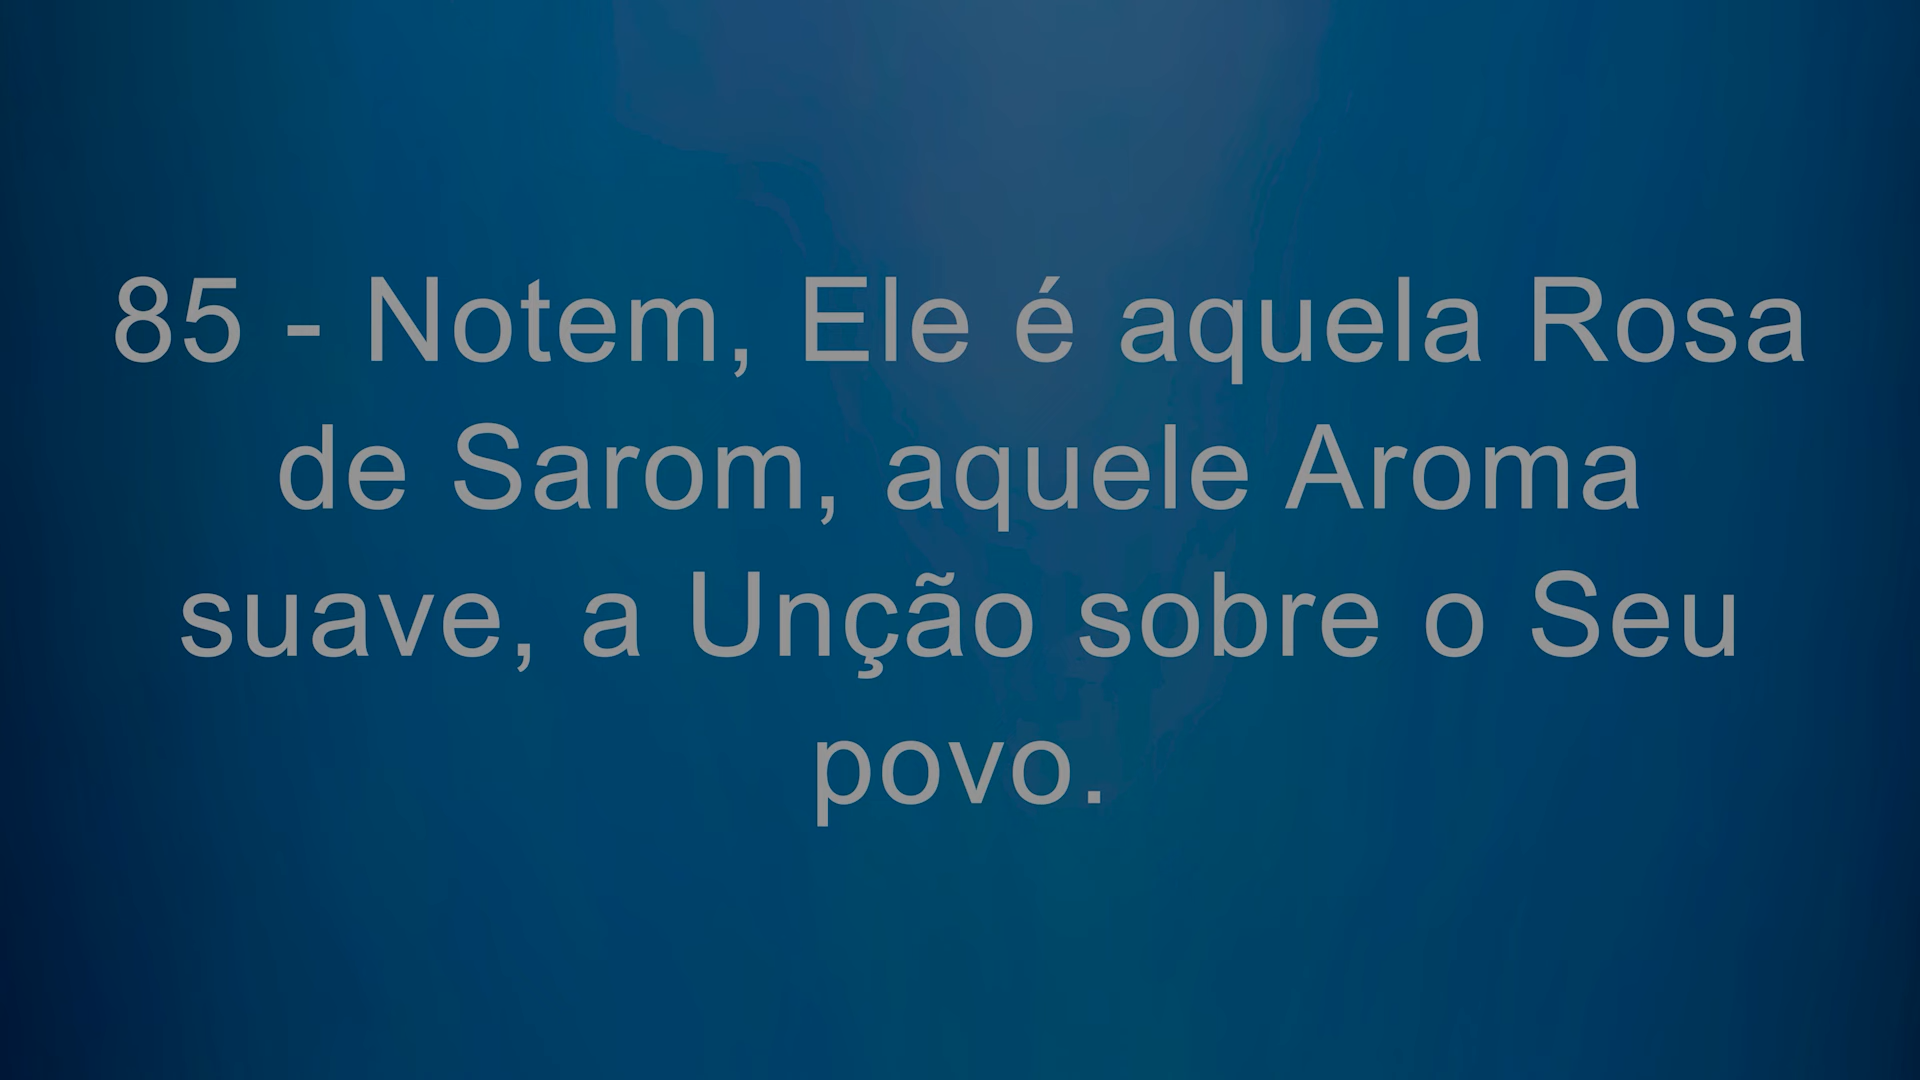 85 - Notem, Ele é aquela Rosa
de Sarom, aquele Aroma
suave, a Unção sobre o Seu
povo.